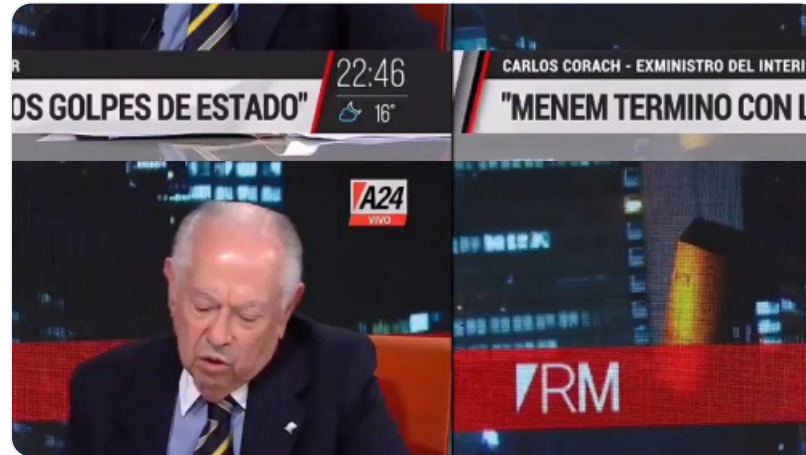 R
OS GOLPES DE ESTADO"
22:46
16°
CARLOS CORACH - EXMINISTRO DEL INTERI
"MENEM TERMINO CON L
A24
VIVO
RM